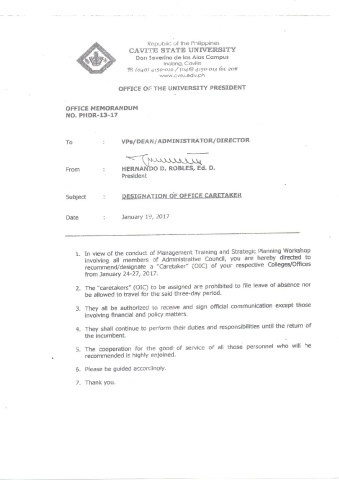 Republic of the Philippines
CAVITE STATE UNIVERSITY
Don Severino de las Alas Campus
Indang, Cavite
www.cvsu.edu.ph
OFFICE OF THE UNIVERSITY PRESIDENT
OFFICE MEMORANDUM
NO. PHDR-13-17
To : VPs/DEAN/ADMINISTRATOR/DIRECTOR
From : HERNANDO D. ROBLES, Ed. D.
President
Subject : DESIGNATION OF OFFICE CARETAKER
Date : January 19, 2017
1. In view of the conduct of Management Training and Strategic Planning Workshop
involving all members of Administrative Council, you are hereby directed to
recommend/designate a "Caretaker" (OIC) of your respective Colleges/Offices
from January 24-27, 2017.
2. The "caretakers" (OIC) to be assigned are prohibited to file leave of absence nor
be allowed to travel for the said three-day period.
3. They all be authorized to receive and sign official communication except those
involving financial and policy matters.
4. They shall continue to perform their duties and responsibilities until the return of
the incumbent.
5. The cooperation for the good of service of all those personnel who will be
recommended is highly enjoined.
6. Please be guided accordingly.
7. Thank you.